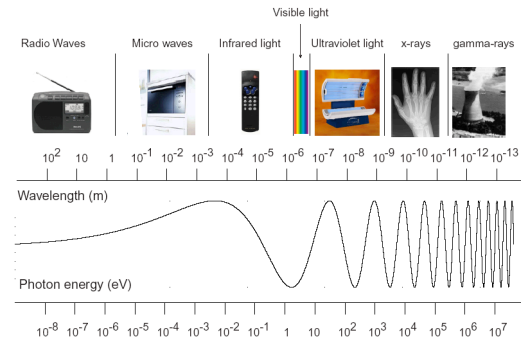 Visible light
Radio Waves Micro waves Infrared light Ultraviolet light x-rays gamma-rays
10² 10 1 10⁻¹ 10⁻² 10⁻³ 10⁻⁴ 10⁻⁵ 10⁻⁶ 10⁻⁷ 10⁻⁸ 10⁻⁹ 10⁻¹⁰ 10⁻¹¹ 10⁻¹² 10⁻¹³
Wavelength (m)
Photon energy (eV)
10⁻⁸ 10⁻⁷ 10⁻⁶ 10⁻⁵ 10⁻⁴ 10⁻³ 10⁻² 10⁻¹ 1 10 10² 10³ 10⁴ 10⁵ 10⁶ 10⁷